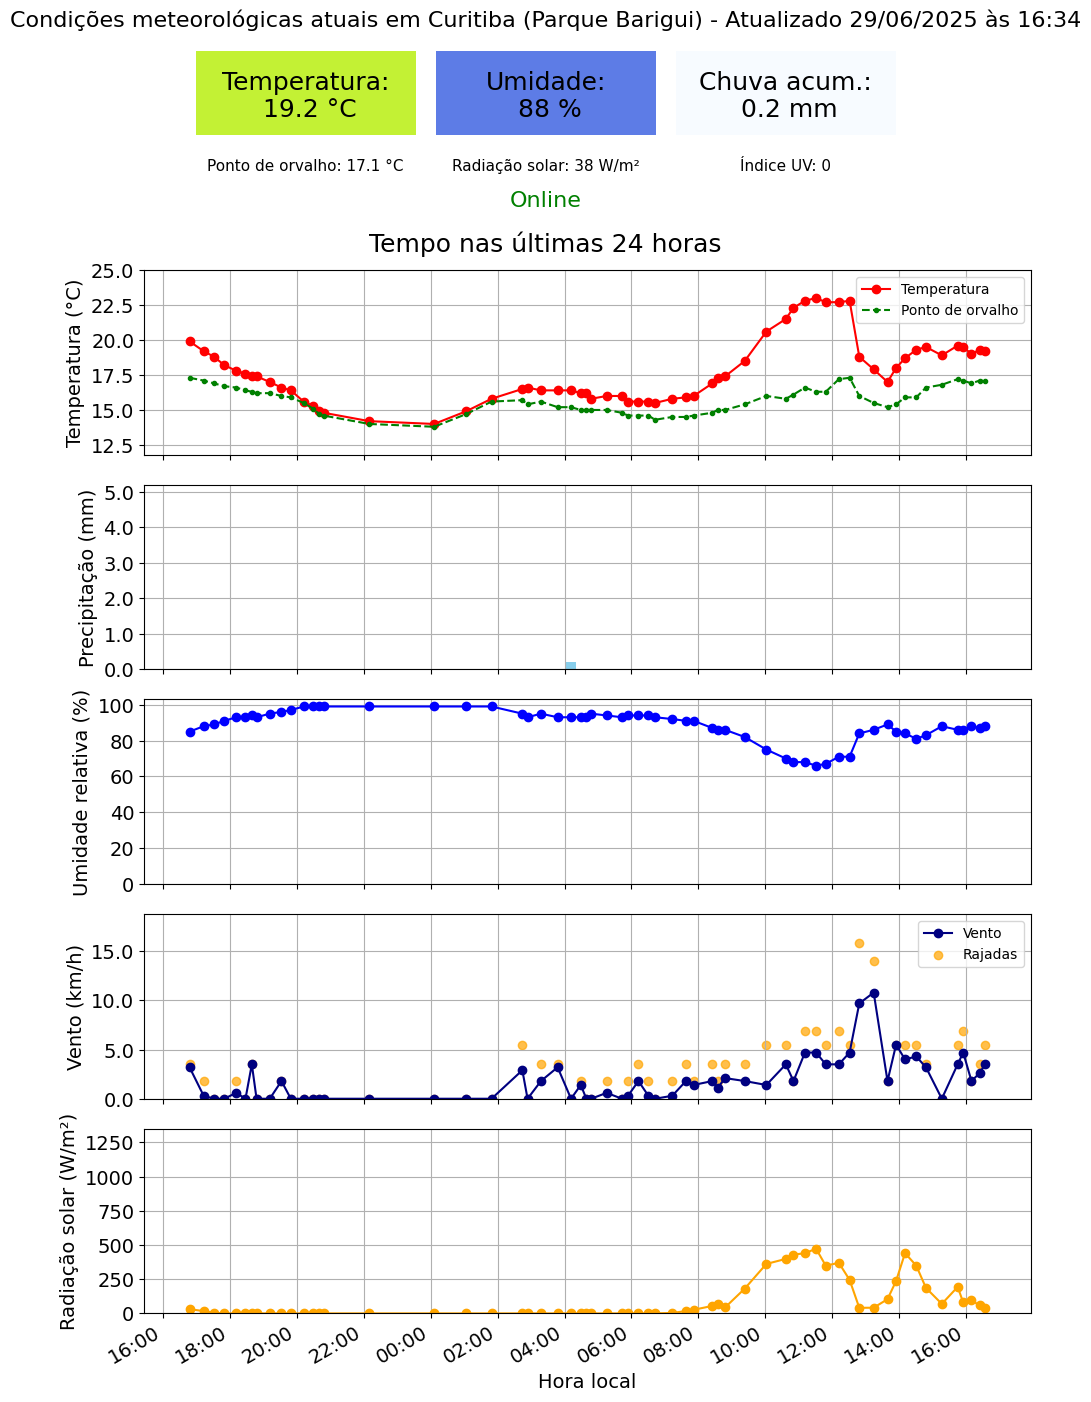 Condições meteorológicas atuais em Curitiba (Parque Barigui) - Atualizado 29/06/2025 às 16:34
Temperatura:
19.2 °C
Umidade:
88 %
Chuva acum.:
0.2 mm
Ponto de orvalho: 17.1 °C
Radiação solar: 38 W/m²
Índice UV: 0
Online
Tempo nas últimas 24 horas
Temperatura (°C)
25.0
22.5
20.0
17.5
15.0
12.5
Temperatura
Ponto de orvalho
Precipitação (mm)
5.0
4.0
3.0
2.0
1.0
0.0
Umidade relativa (%)
100
80
60
40
20
0
Vento (km/h)
15.0
10.0
5.0
0.0
Vento
Rajadas
Radiação solar (W/m²)
1250
1000
750
500
250
0
16:00
18:00
20:00
22:00
00:00
02:00
04:00
06:00
08:00
10:00
12:00
14:00
16:00
Hora local